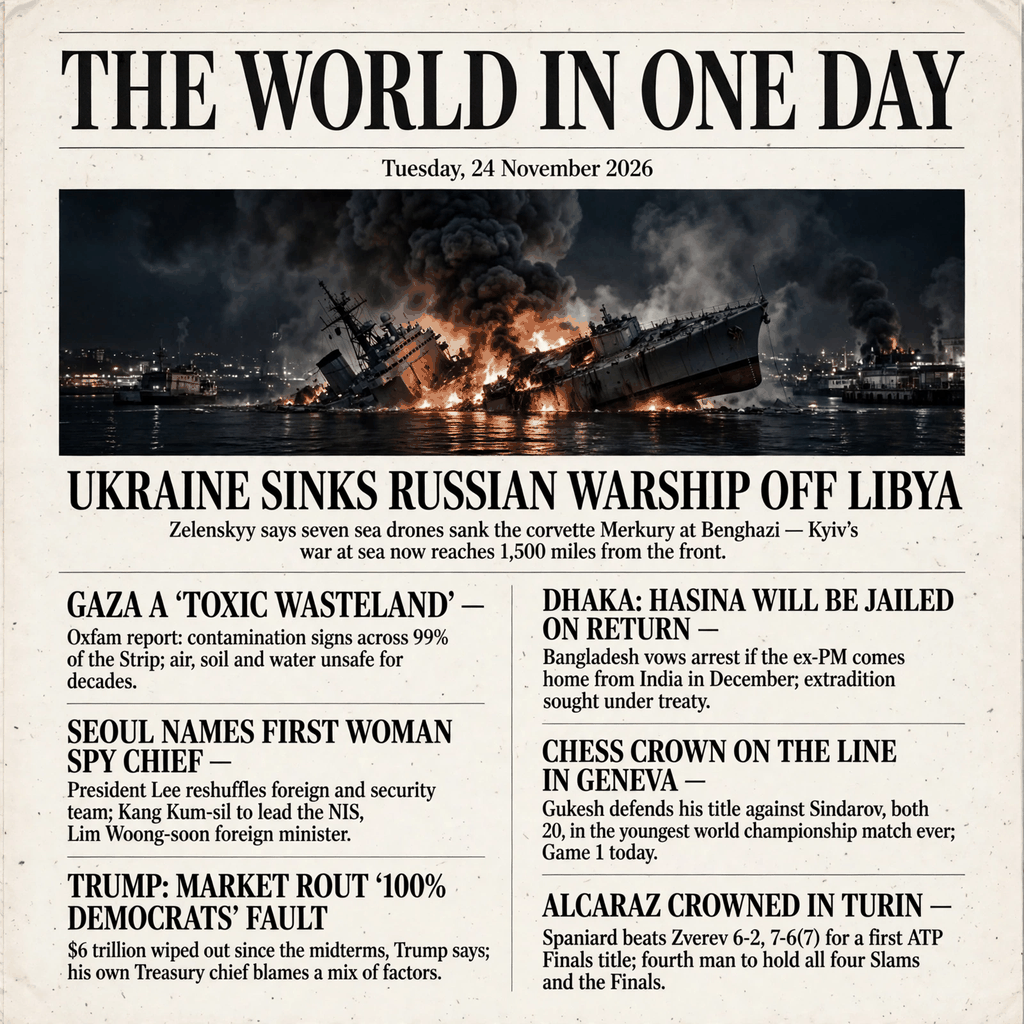 THE WORLD IN ONE DAY
Tuesday, 24 November 2026
UKRAINE SINKS RUSSIAN WARSHIP OFF LIBYA
Zelenskyy says seven sea drones sank the corvette Merkury at Benghazi — Kyiv’s
war at sea now reaches 1,500 miles from the front.
GAZA A ‘TOXIC WASTELAND’ —
Oxfam report: contamination signs across 99%
of the Strip; air, soil and water unsafe for
decades.
SEOUL NAMES FIRST WOMAN
SPY CHIEF —
President Lee reshuffles foreign and security
team; Kang Kum-sil to lead the NIS,
Lim Woong-soon foreign minister.
TRUMP: MARKET ROUT ‘100%
DEMOCRATS’ FAULT
$6 trillion wiped out since the midterms, Trump says;
his own Treasury chief blames a mix of factors.
DHAKA: HASINA WILL BE JAILED
ON RETURN —
Bangladesh vows arrest if the ex-PM comes
home from India in December; extradition
sought under treaty.
CHESS CROWN ON THE LINE
IN GENEVA —
Gukesh defends his title against Sindarov, both
20, in the youngest world championship match ever;
Game 1 today.
ALCARAZ CROWNED IN TURIN —
Spaniard beats Zverev 6-2, 7-6(7) for a first ATP
Finals title; fourth man to hold all four Slams
and the Finals.